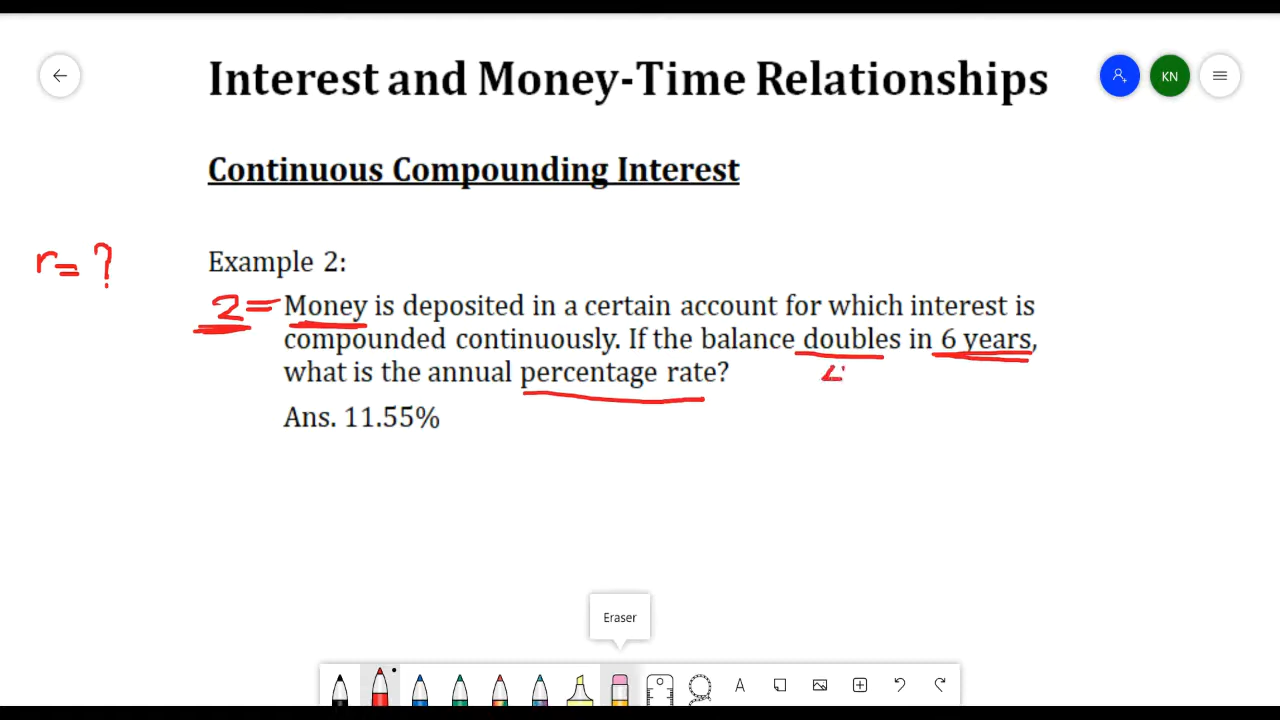 Interest and Money-Time Relationships
KN
Continuous Compounding Interest
r = ?
Example 2:
2 = Money is deposited in a certain account for which interest is
compounded continuously. If the balance doubles in 6 years,
what is the annual percentage rate?
Ans. 11.55%
Eraser
A